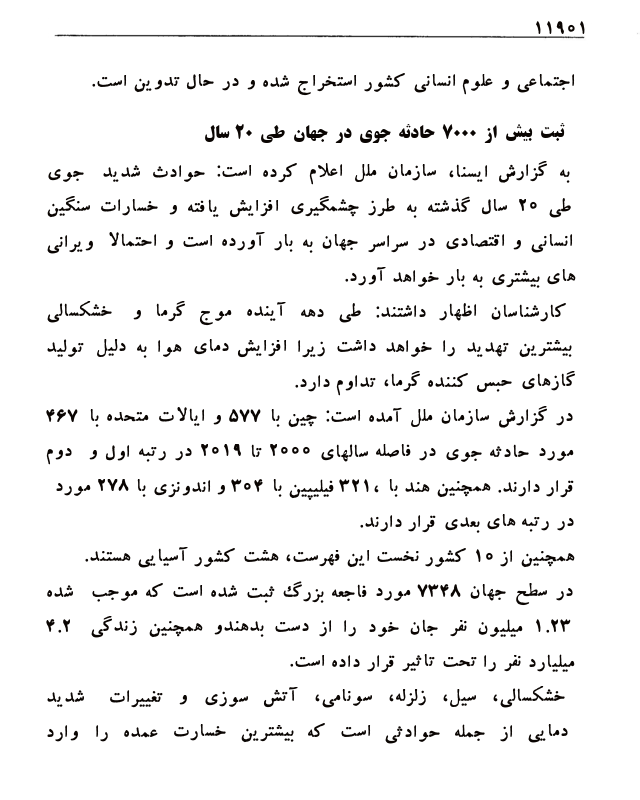 ۱۱۹۰۱
اجتماعی و علوم انسانی کشور استخراج شده و در حال تدوین است.
ثبت بیش از ۷۰۰۰ حادثه جوی در جهان طی ۲۰ سال
به گزارش ایسنا، سازمان ملل اعلام کرده است: حوادث شدید جوی
طی ۲۰ سال گذشته به طرز چشمگیری افزایش یافته و خسارات سنگین
انسانی و اقتصادی در سراسر جهان به بار آورده است و احتمالا ویرانی
های بیشتری به بار خواهد آورد.
کارشناسان اظهار داشتند: طی دهه آینده موج گرما و خشکسالی
بیشترین تهدید را خواهد داشت زیرا افزایش دمای هوا به دلیل تولید
گازهای حبس کننده گرما، تداوم دارد.
در گزارش سازمان ملل آمده است: چین با ۵۷۷ و ایالات متحده با ۴۶۷
مورد حادثه جوی در فاصله سالهای ۲۰۰۰ تا ۲۰۱۹ در رتبه اول و دوم
قرار دارند. همچنین هند با ،۳۲۱ فیلیپین با ۳۰۴ و اندونزی با ۲۷۸ مورد
در رتبه های بعدی قرار دارند.
همچنین از ۱۰ کشور نخست این فهرست، هشت کشور آسیایی هستند.
در سطح جهان ۷۳۴۸ مورد فاجعه بزرگ ثبت شده است که موجب شده
۱.۲۳ میلیون نفر جان خود را از دست بدهندو همچنین زندگی ۴.۲
میلیارد نفر را تحت تاثیر قرار داده است.
خشکسالی، سیل، زلزله، سونامی، آتش سوزی و تغییرات شدید
دمایی از جمله حوادثی است که بیشترین خسارت عمده را وارد